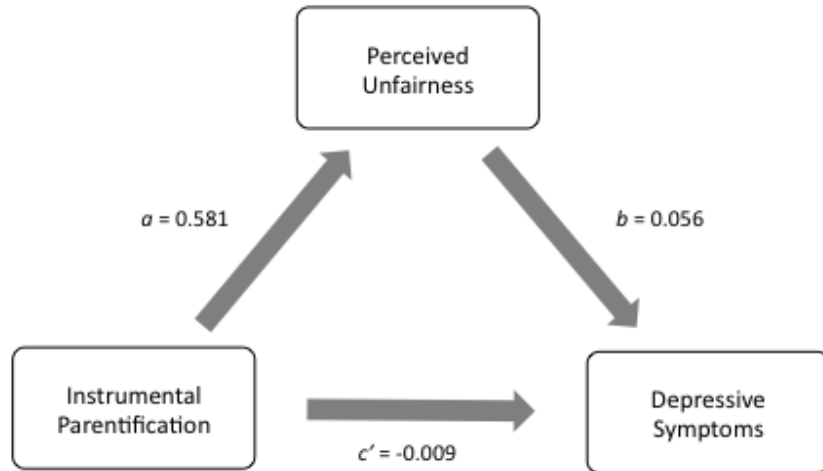 Perceived
Unfairness
a = 0.581
b = 0.056
Instrumental
Parentification
Depressive
Symptoms
c′ = -0.009